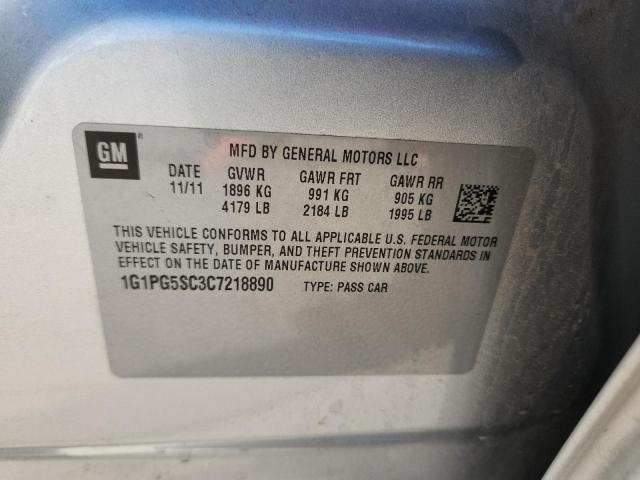 GM
MFD BY GENERAL MOTORS LLC
DATE GVWR GAWR FRT GAWR RR
11/11 1896 KG 991 KG 905 KG
4179 LB 2184 LB 1995 LB
THIS VEHICLE CONFORMS TO ALL APPLICABLE U.S. FEDERAL MOTOR
VEHICLE SAFETY, BUMPER, AND THEFT PREVENTION STANDARDS IN
EFFECT ON THE DATE OF MANUFACTURE SHOWN ABOVE.
1G1PG5SC3C7218890 TYPE: PASS CAR